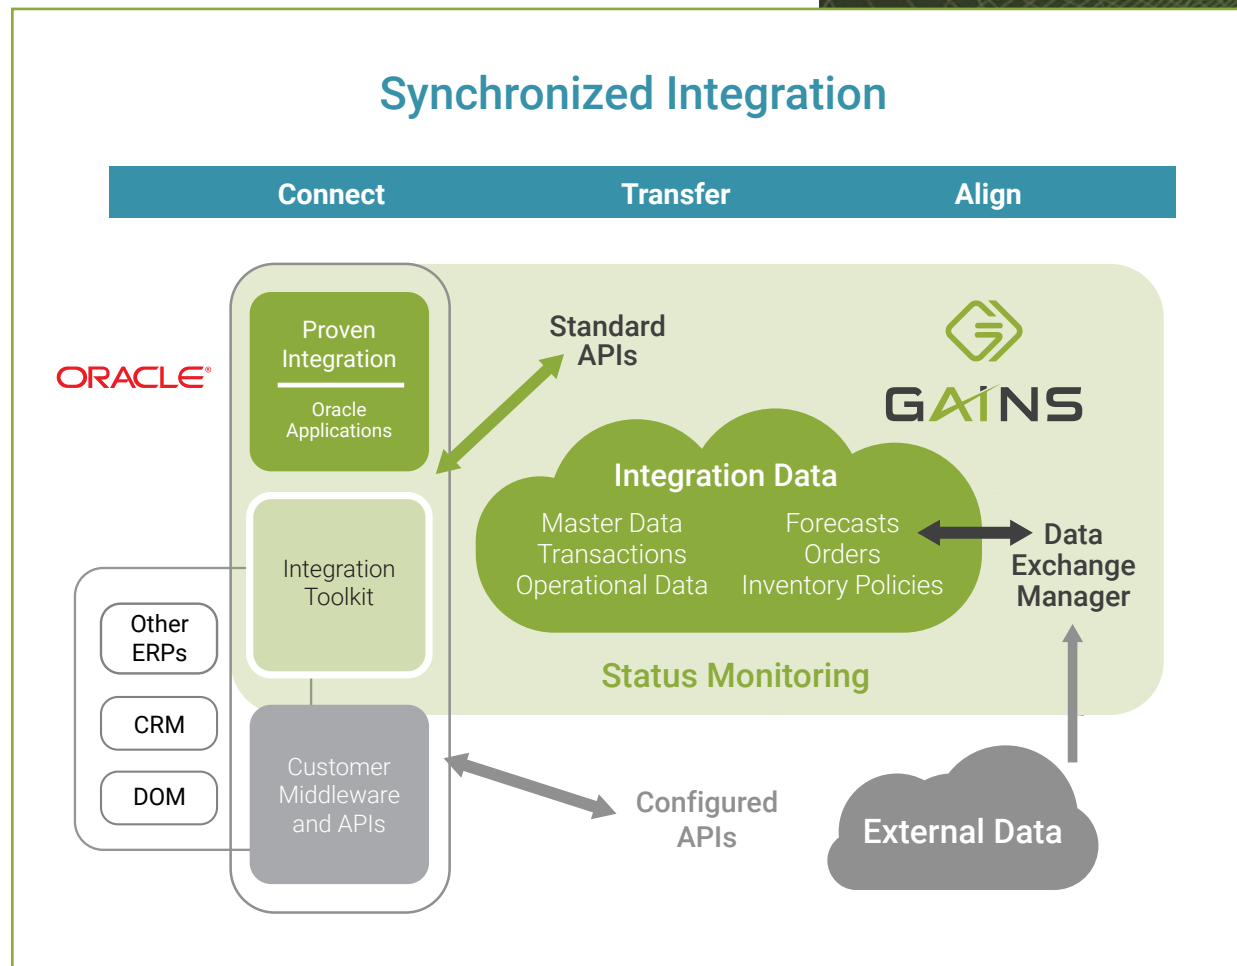 Synchronized Integration
Connect
Transfer
Align
ORACLE®
Proven
Integration
Oracle
Applications
Standard
APIs
GAINS
Integration Data
Master Data
Transactions
Operational Data
Forecasts
Orders
Inventory Policies
Data
Exchange
Manager
Integration
Toolkit
Other
ERPs
CRM
DOM
Status Monitoring
Customer
Middleware
and APIs
Configured
APIs
External Data